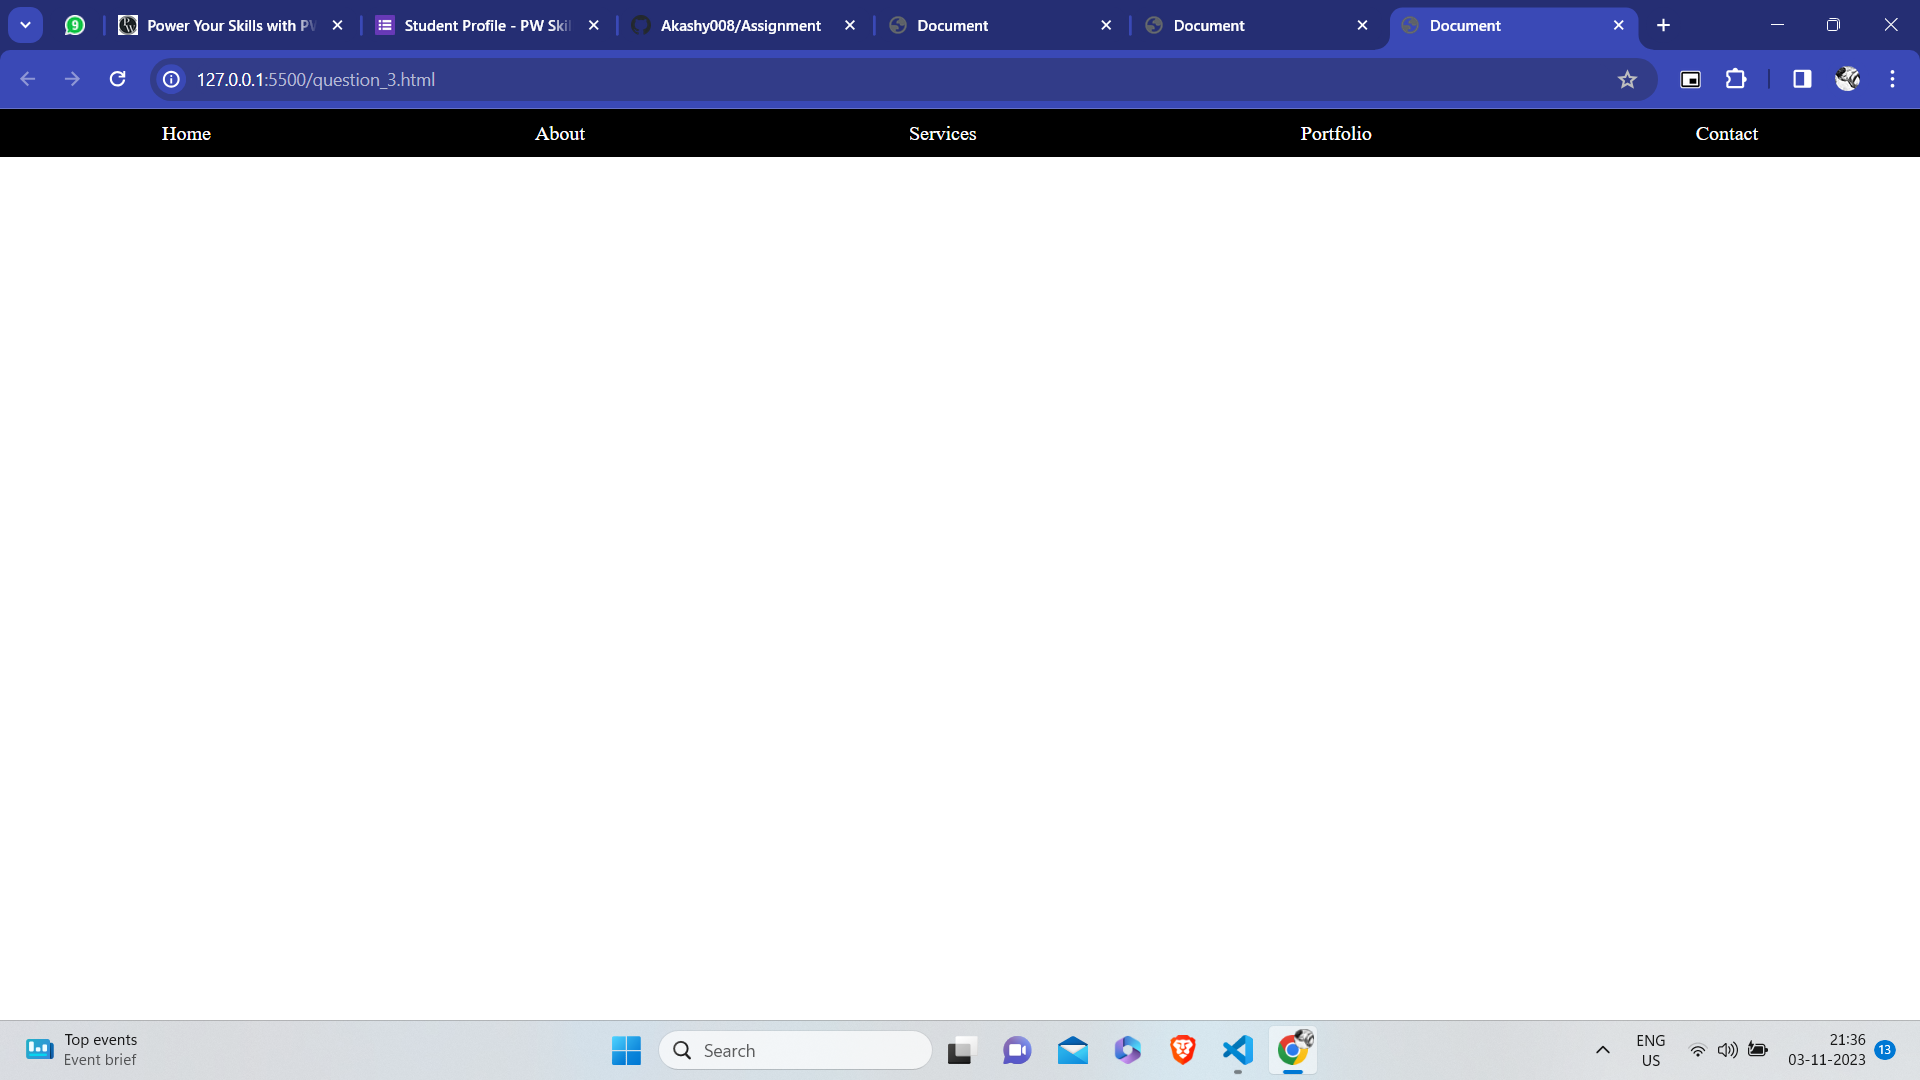 9
Power Your Skills with PW
Student Profile - PW Skil
Akashy008/Assignment
Document
Document
Document
127.0.0.1:5500/question_3.html
Home About Services Portfolio Contact
Top events
Event brief
Search
ENG
US
21:36
03-11-2023
13